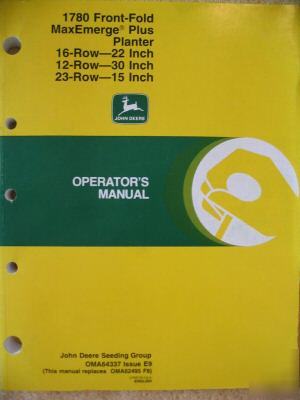 1780 Front-Fold
MaxEmerge® Plus
Planter
16-Row—22 Inch
12-Row—30 Inch
23-Row—15 Inch
JOHN DEERE
OPERATOR'S
MANUAL
John Deere Seeding Group
OMA64337 Issue E9
(This manual replaces OMA62495 F8)
ENGLISH